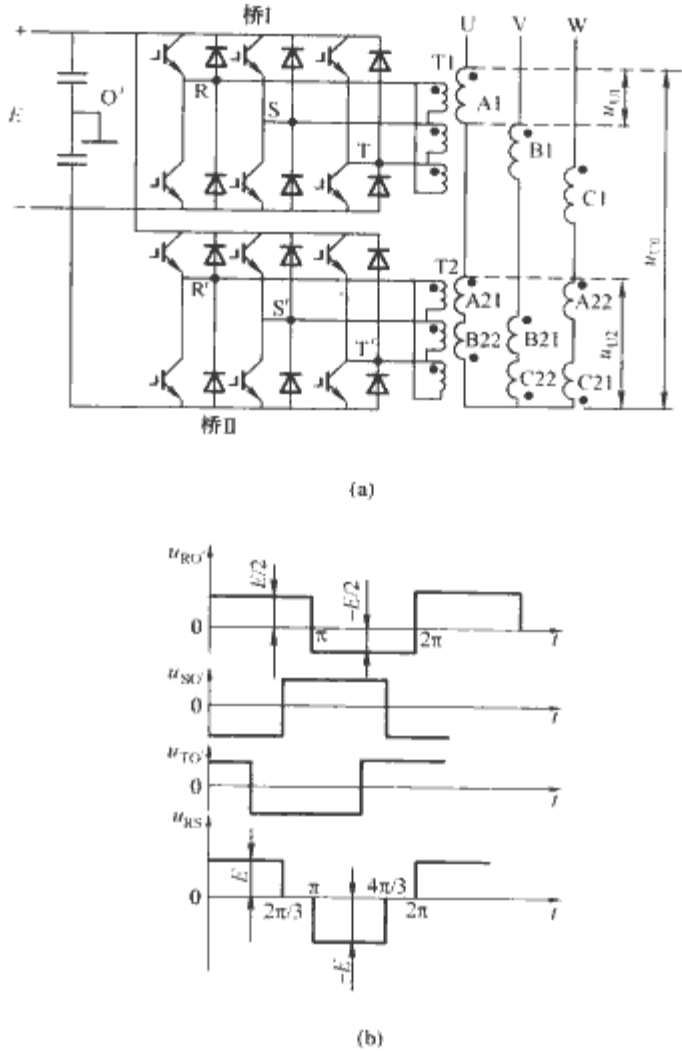 桥I
U V W
+
T1
R
A1
u_U1
O'
S
E
B1
T
C1
u_U0
T2
R'
A21
A22
S'
u_U2
B22
B21
T'
C22
C21
桥II
(a)
u_RO'
E/2
-E/2
0
π
2π
t
u_SO'
0
t
u_TO'
0
t
u_RS
E
π
4π/3
0
2π/3
2π
t
-E
(b)